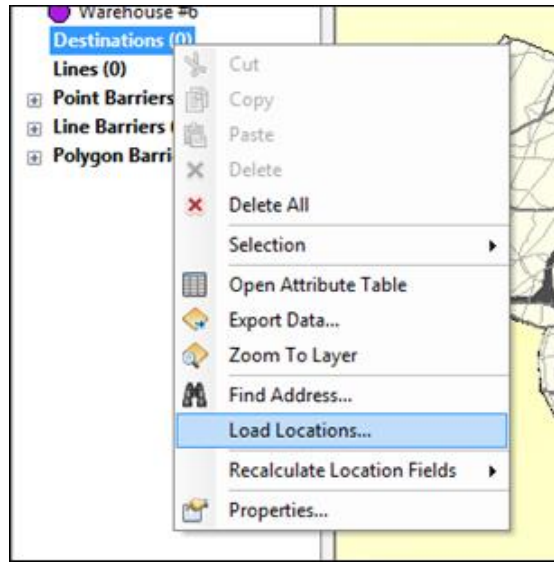 Warehouse #6
Destinations (0)
Lines (0)
Point Barriers
Line Barriers
Polygon Barri
Cut
Copy
Paste
Delete
Delete All
Selection
Open Attribute Table
Export Data...
Zoom To Layer
Find Address...
Load Locations...
Recalculate Location Fields
Properties...